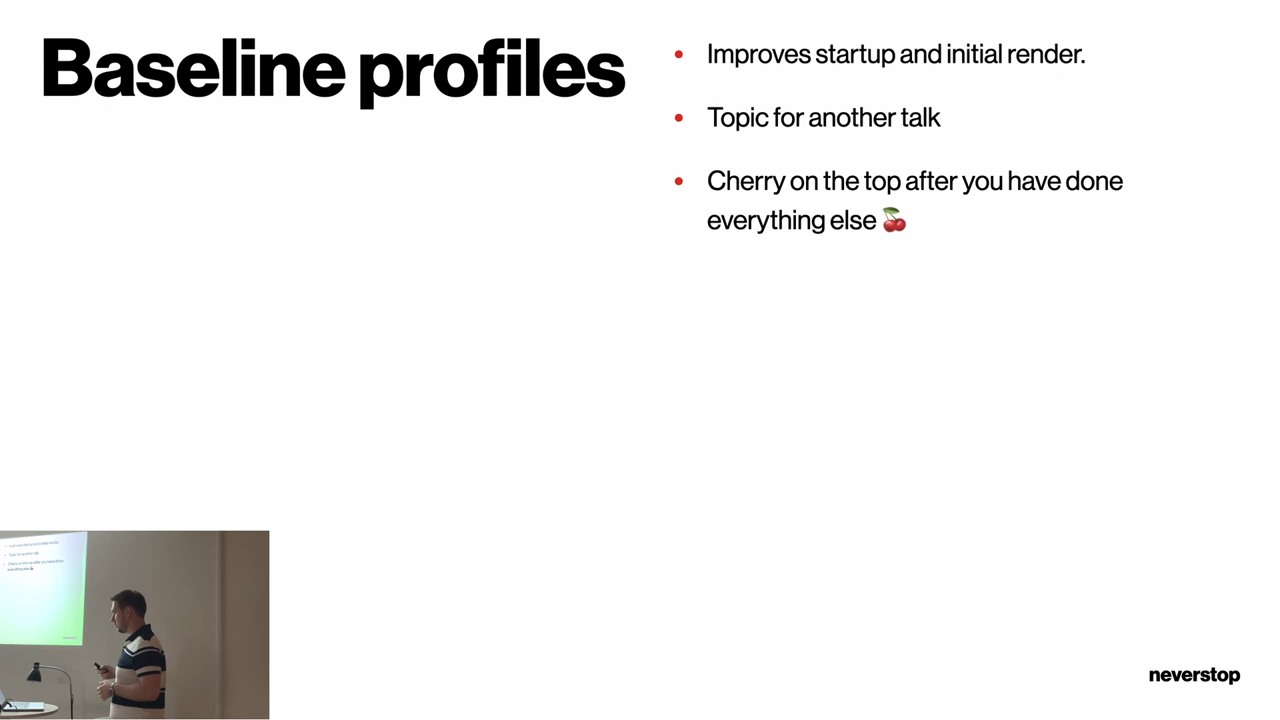 Baseline profiles
• Improves startup and initial render.
• Topic for another talk
• Cherry on the top after you have done
everything else 🍒
neverstop